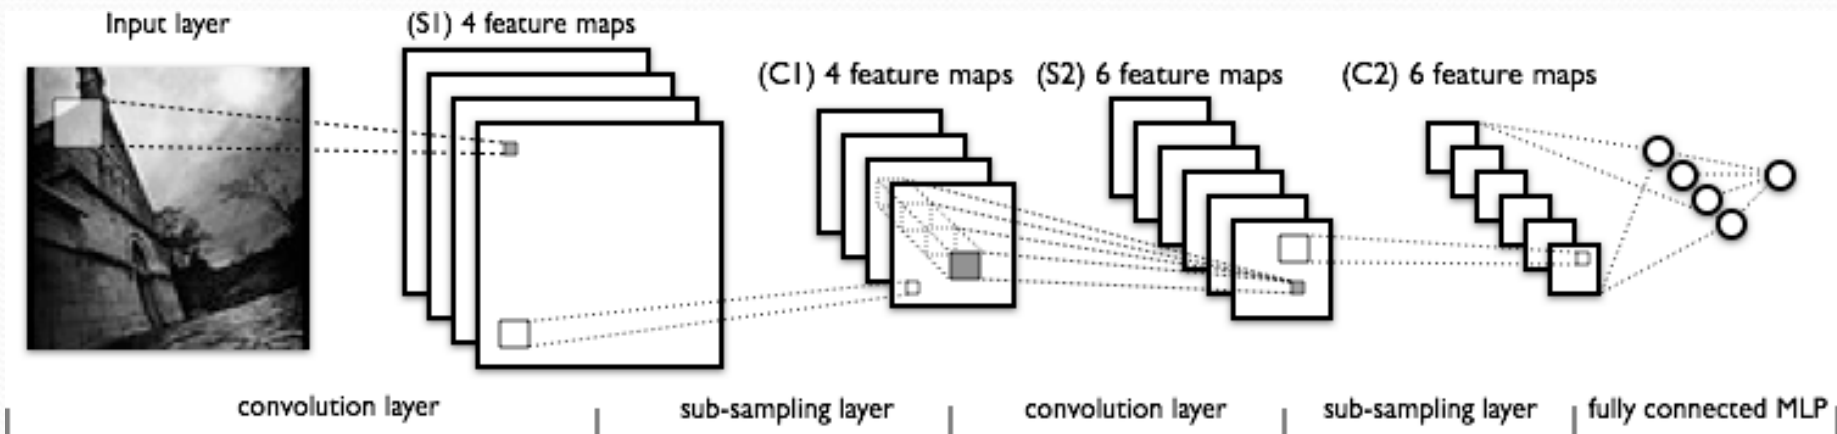 Input layer
(S1) 4 feature maps
(C1) 4 feature maps
(S2) 6 feature maps
(C2) 6 feature maps
convolution layer
sub-sampling layer
convolution layer
sub-sampling layer
fully connected MLP